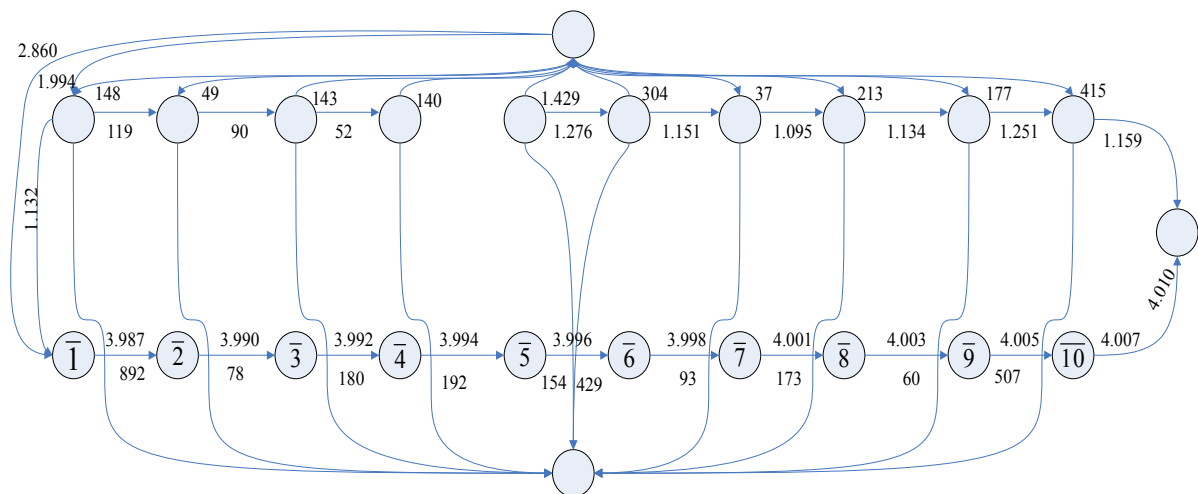 2.860
1.994
148 49 143 140 1.429 304 37 213 177 415
119 90 52 1.276 1.151 1.095 1.134 1.251 1.159
1.132
4.010
3.987 3.990 3.992 3.994 3.996 3.998 4.001 4.003 4.005 4.007
1̅ 2̅ 3̅ 4̅ 5̅ 6̅ 7̅ 8̅ 9̅ 1̅0̅
892 78 180 192 154 429 93 173 60 507